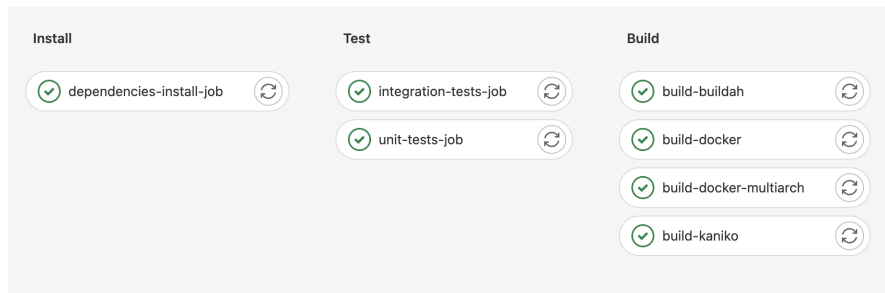 Install
dependencies-install-job
Test
integration-tests-job
unit-tests-job
Build
build-buildah
build-docker
build-docker-multiarch
build-kaniko